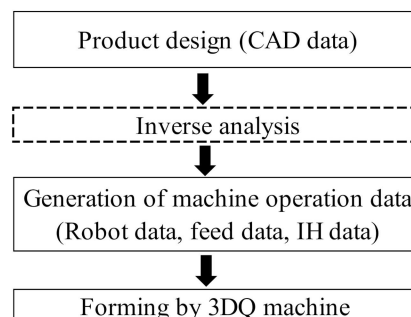 Product design (CAD data)
Inverse analysis
Generation of machine operation data
(Robot data, feed data, IH data)
Forming by 3DQ machine